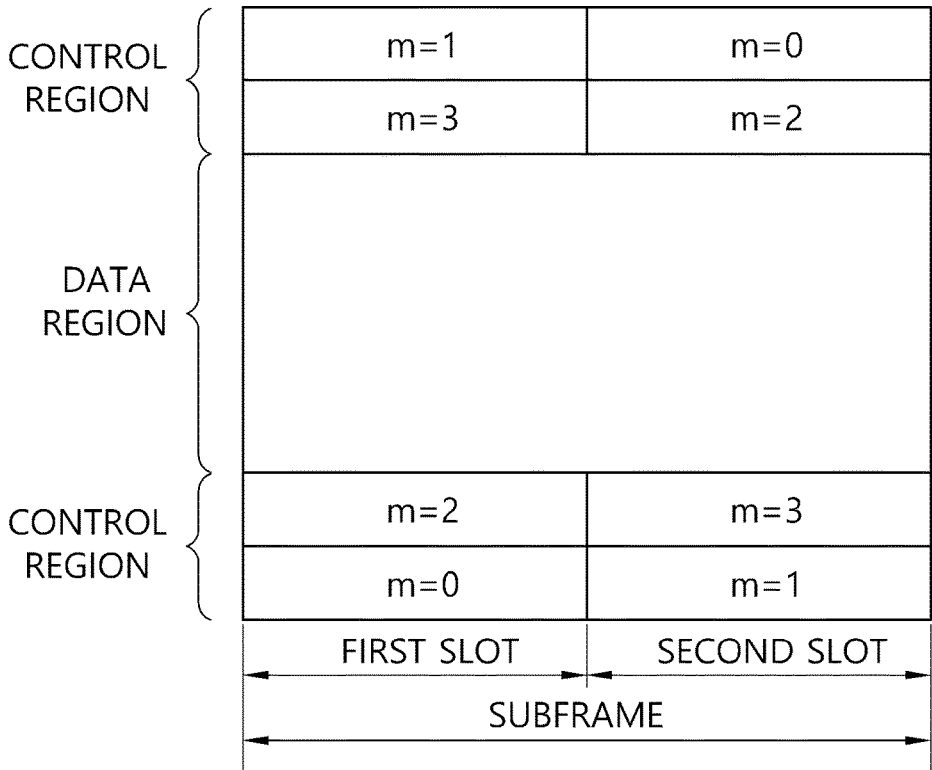 CONTROL
REGION
m=1
m=0
m=3
m=2
DATA
REGION
CONTROL
REGION
m=2
m=3
m=0
m=1
FIRST SLOT
SECOND SLOT
SUBFRAME